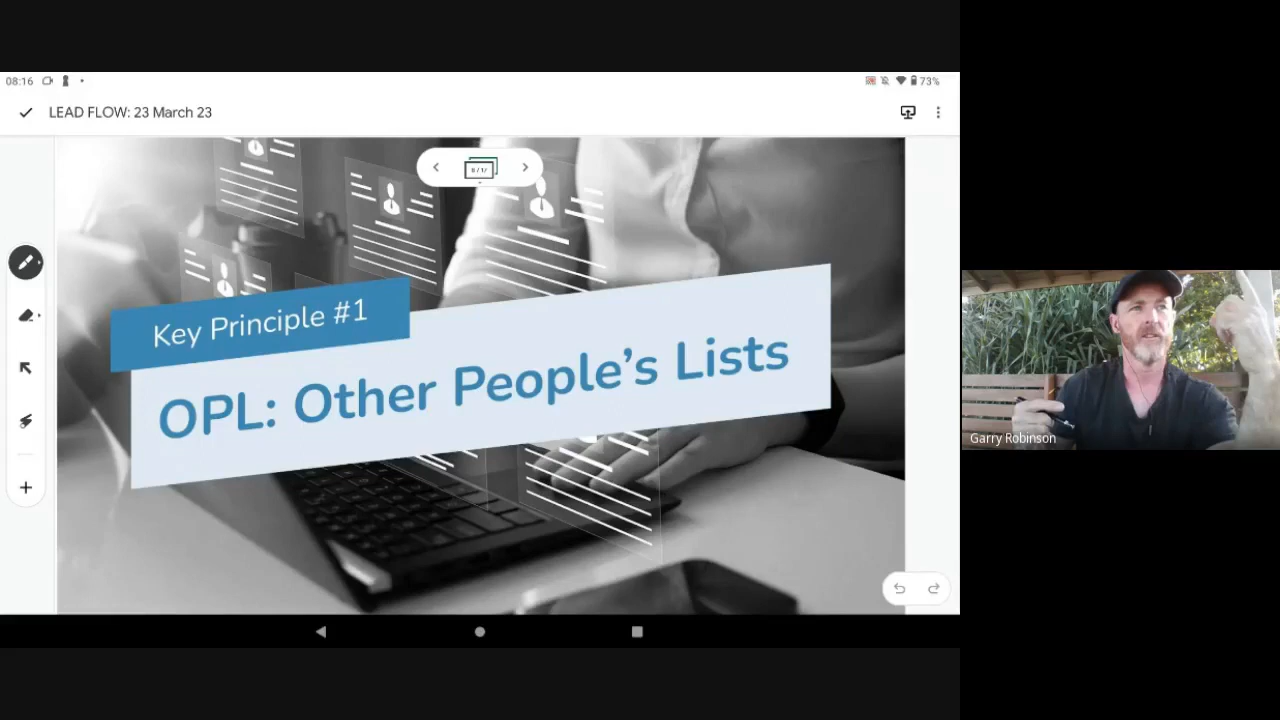 08:16
73%
LEAD FLOW: 23 March 23
Key Principle #1
OPL: Other People's Lists
Garry Robinson